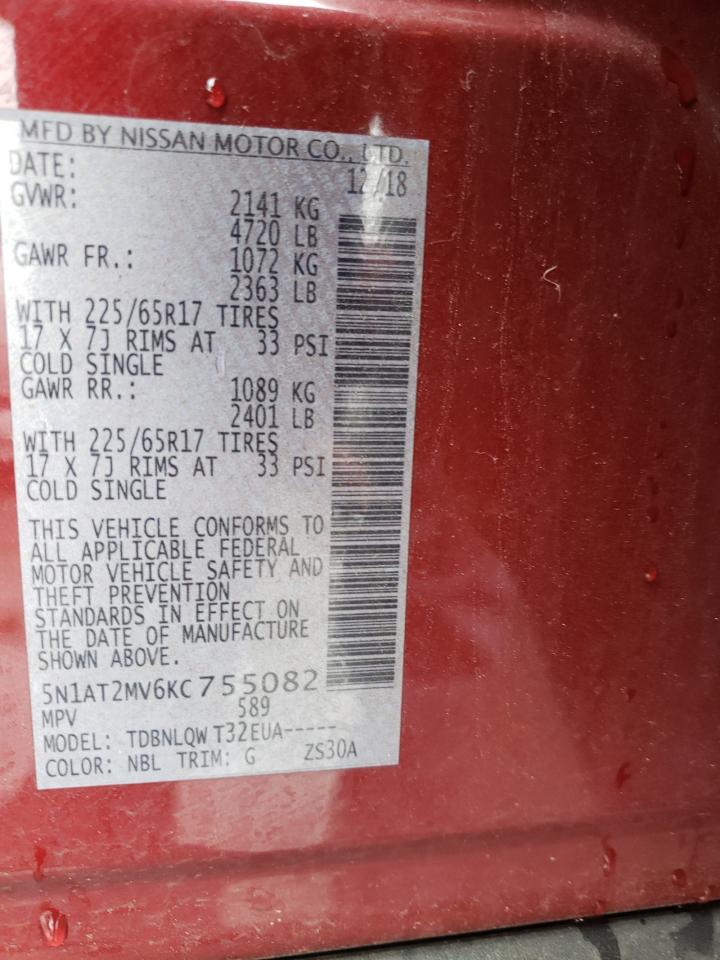 MFD BY NISSAN MOTOR CO., LTD.
DATE: 12/18
GVWR: 2141 KG
4720 LB
GAWR FR.: 1072 KG
2363 LB
WITH 225/65R17 TIRES
17 X 7J RIMS AT 33 PSI
COLD SINGLE
GAWR RR.: 1089 KG
2401 LB
WITH 225/65R17 TIRES
17 X 7J RIMS AT 33 PSI
COLD SINGLE
THIS VEHICLE CONFORMS TO
ALL APPLICABLE FEDERAL
MOTOR VEHICLE SAFETY AND
THEFT PREVENTION
STANDARDS IN EFFECT ON
THE DATE OF MANUFACTURE
SHOWN ABOVE.
5N1AT2MV6KC755082
MPV 589
MODEL: TDBNLQW T32EUA-----
COLOR: NBL TRIM: G ZS30A